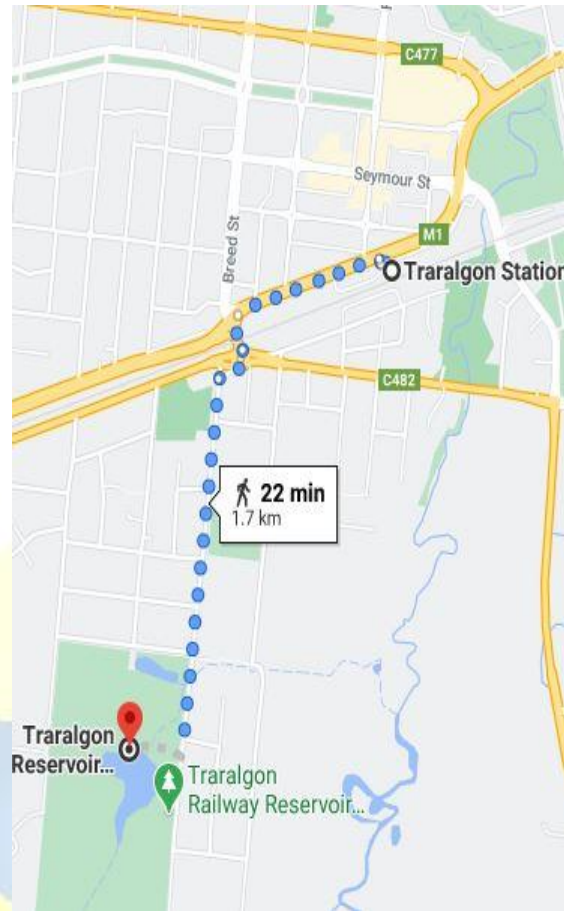 C477
Seymour St
Breed St
M1
Traralgon Station
C482
22 min
1.7 km
Traralgon
Reservoir...
Traralgon
Railway Reservoir...